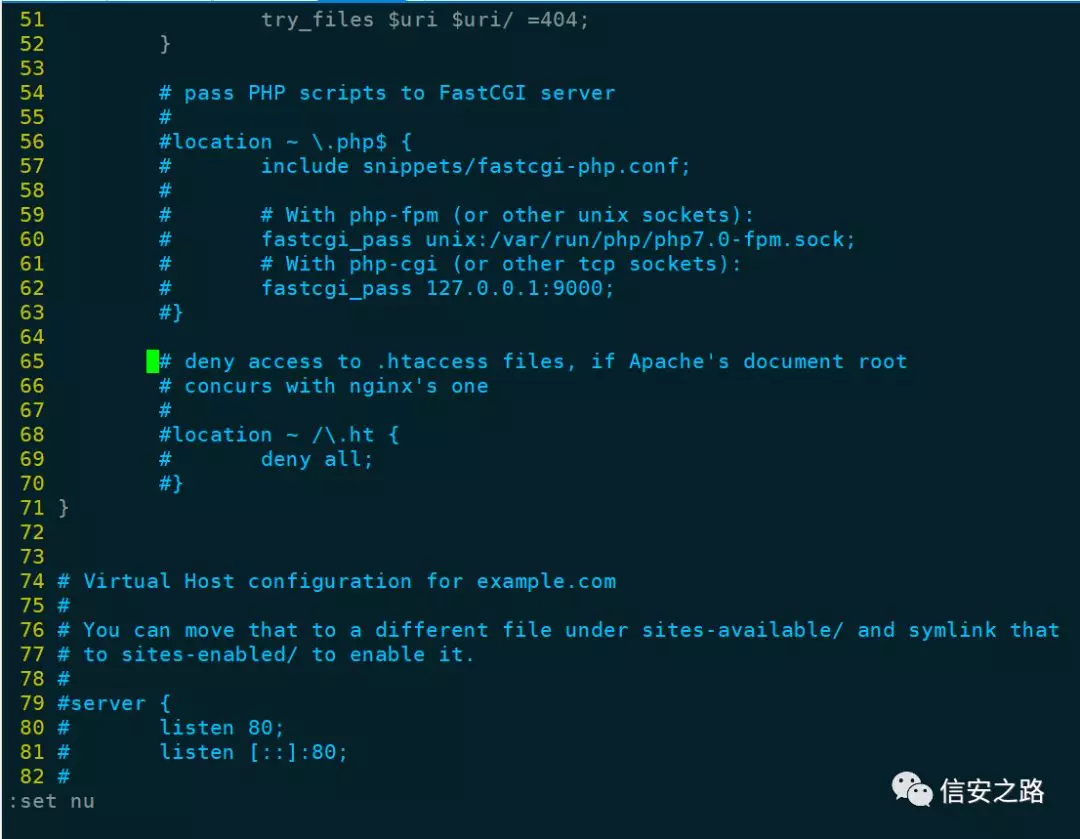 51                 try_files $uri $uri/ =404;
52         }
53
54         # pass PHP scripts to FastCGI server
55         #
56         #location ~ \.php$ {
57         #       include snippets/fastcgi-php.conf;
58         #
59         #       # With php-fpm (or other unix sockets):
60         #       fastcgi_pass unix:/var/run/php/php7.0-fpm.sock;
61         #       # With php-cgi (or other tcp sockets):
62         #       fastcgi_pass 127.0.0.1:9000;
63         #}
64
65         # deny access to .htaccess files, if Apache's document root
66         # concurs with nginx's one
67         #
68         #location ~ /\.ht {
69         #       deny all;
70         #}
71 }
72
73
74 # Virtual Host configuration for example.com
75 #
76 # You can move that to a different file under sites-available/ and symlink that
77 # to sites-enabled/ to enable it.
78 #
79 #server {
80 #       listen 80;
81 #       listen [::]:80;
82 #
:set nu
信安之路